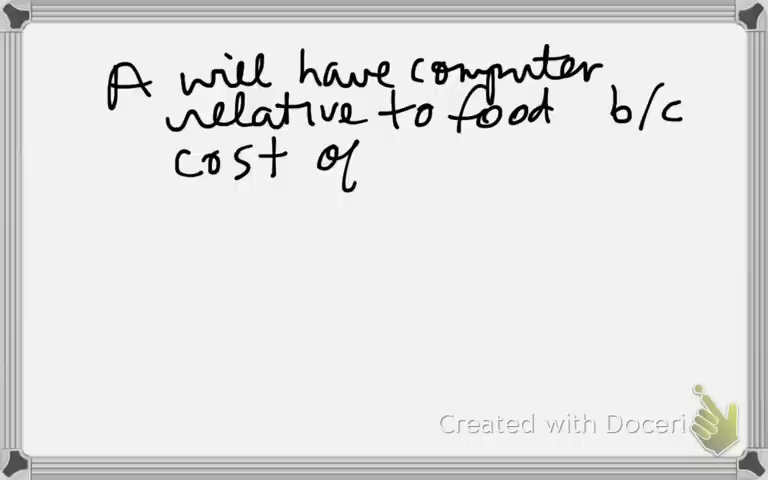 A will have computer
relative to food b/c
cost of
Created with Doceri